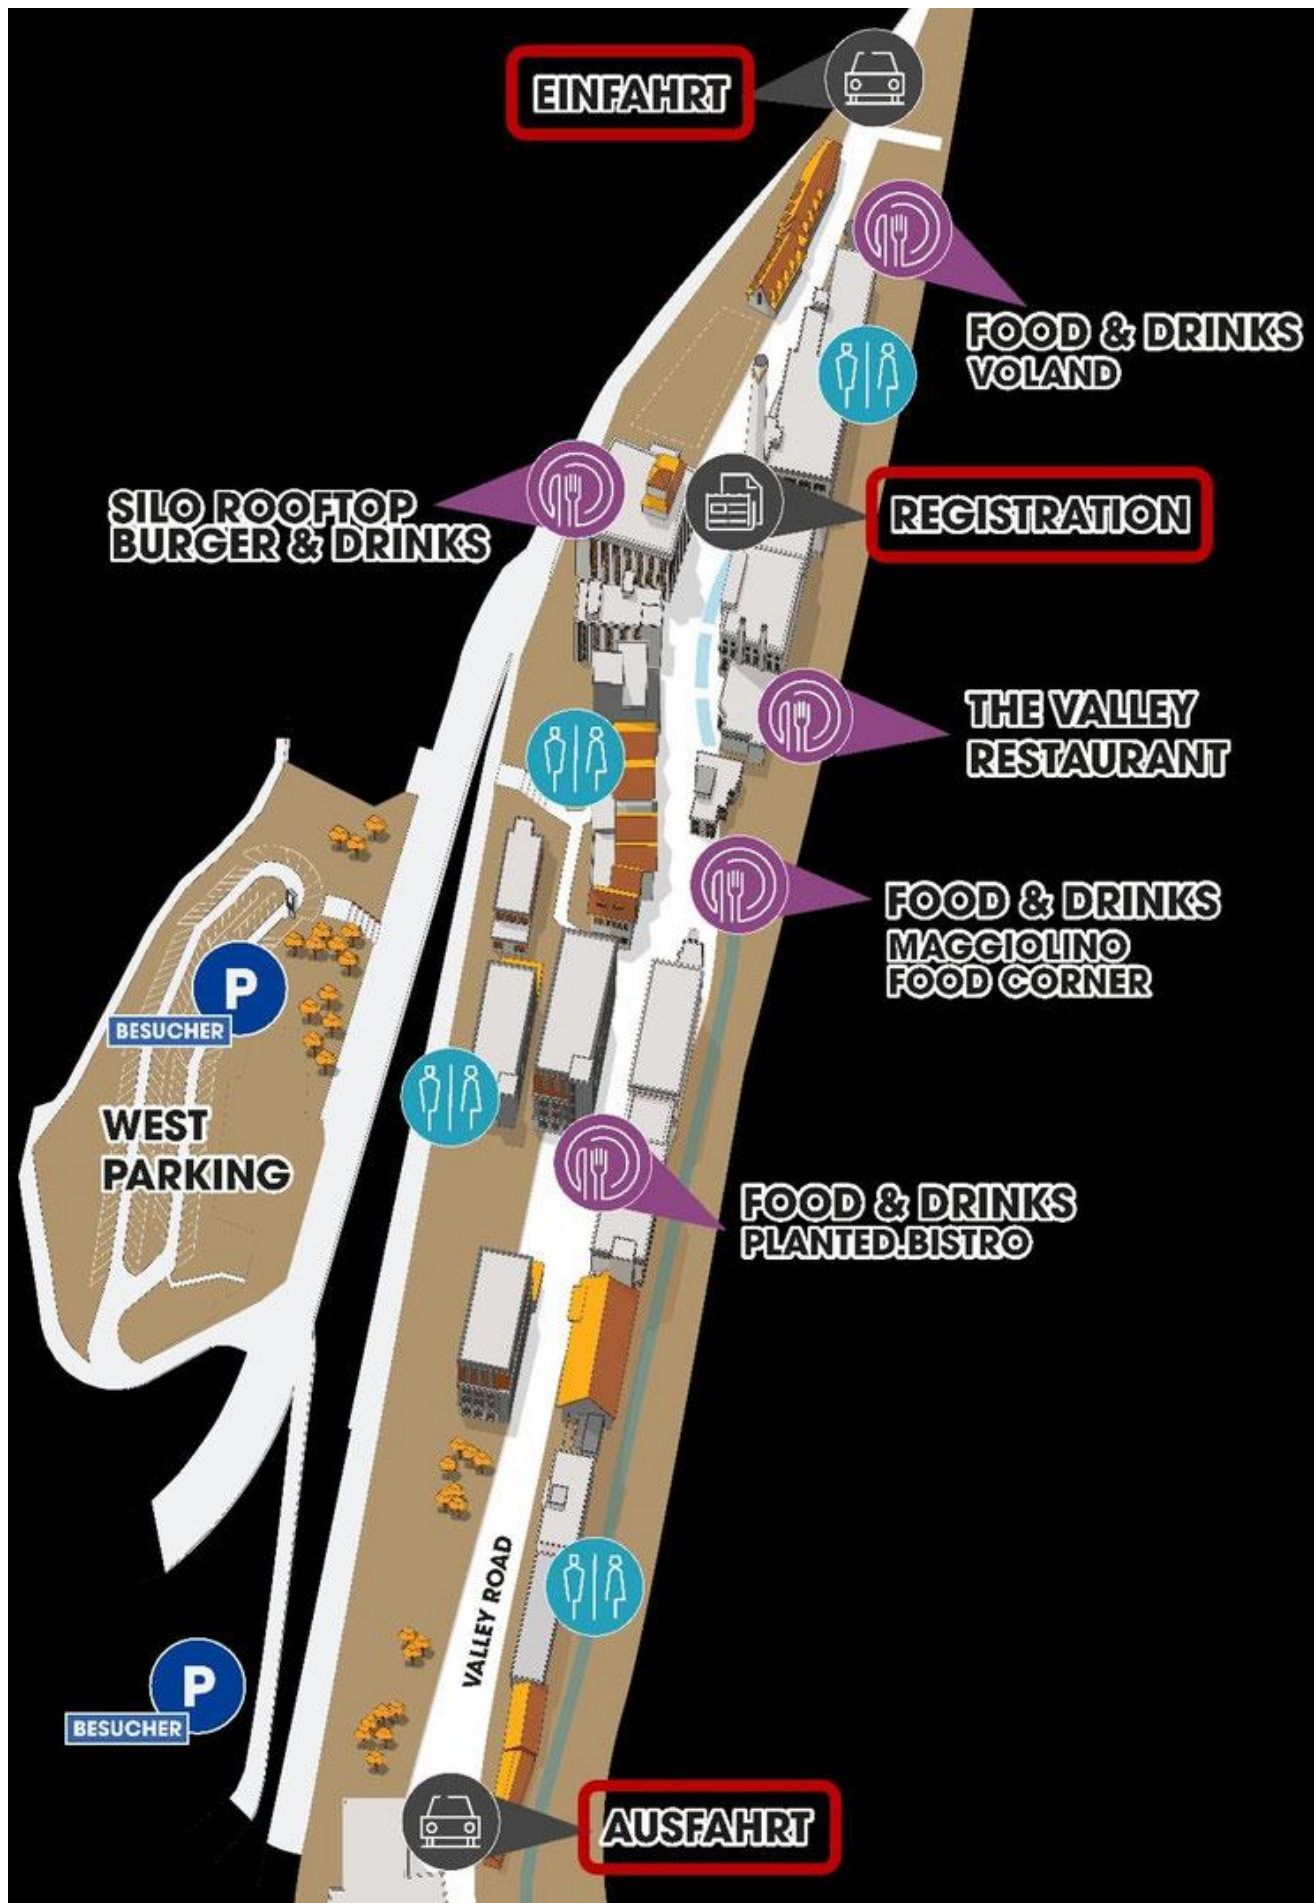 EINFAHRT
FOOD & DRINKS
VOLAND
SILO ROOFTOP
BURGER & DRINKS
REGISTRATION
THE VALLEY
RESTAURANT
FOOD & DRINKS
MAGGIOLINO
FOOD CORNER
P
BESUCHER
WEST
PARKING
FOOD & DRINKS
PLANTED.BISTRO
VALLEY ROAD
P
BESUCHER
AUSFAHRT